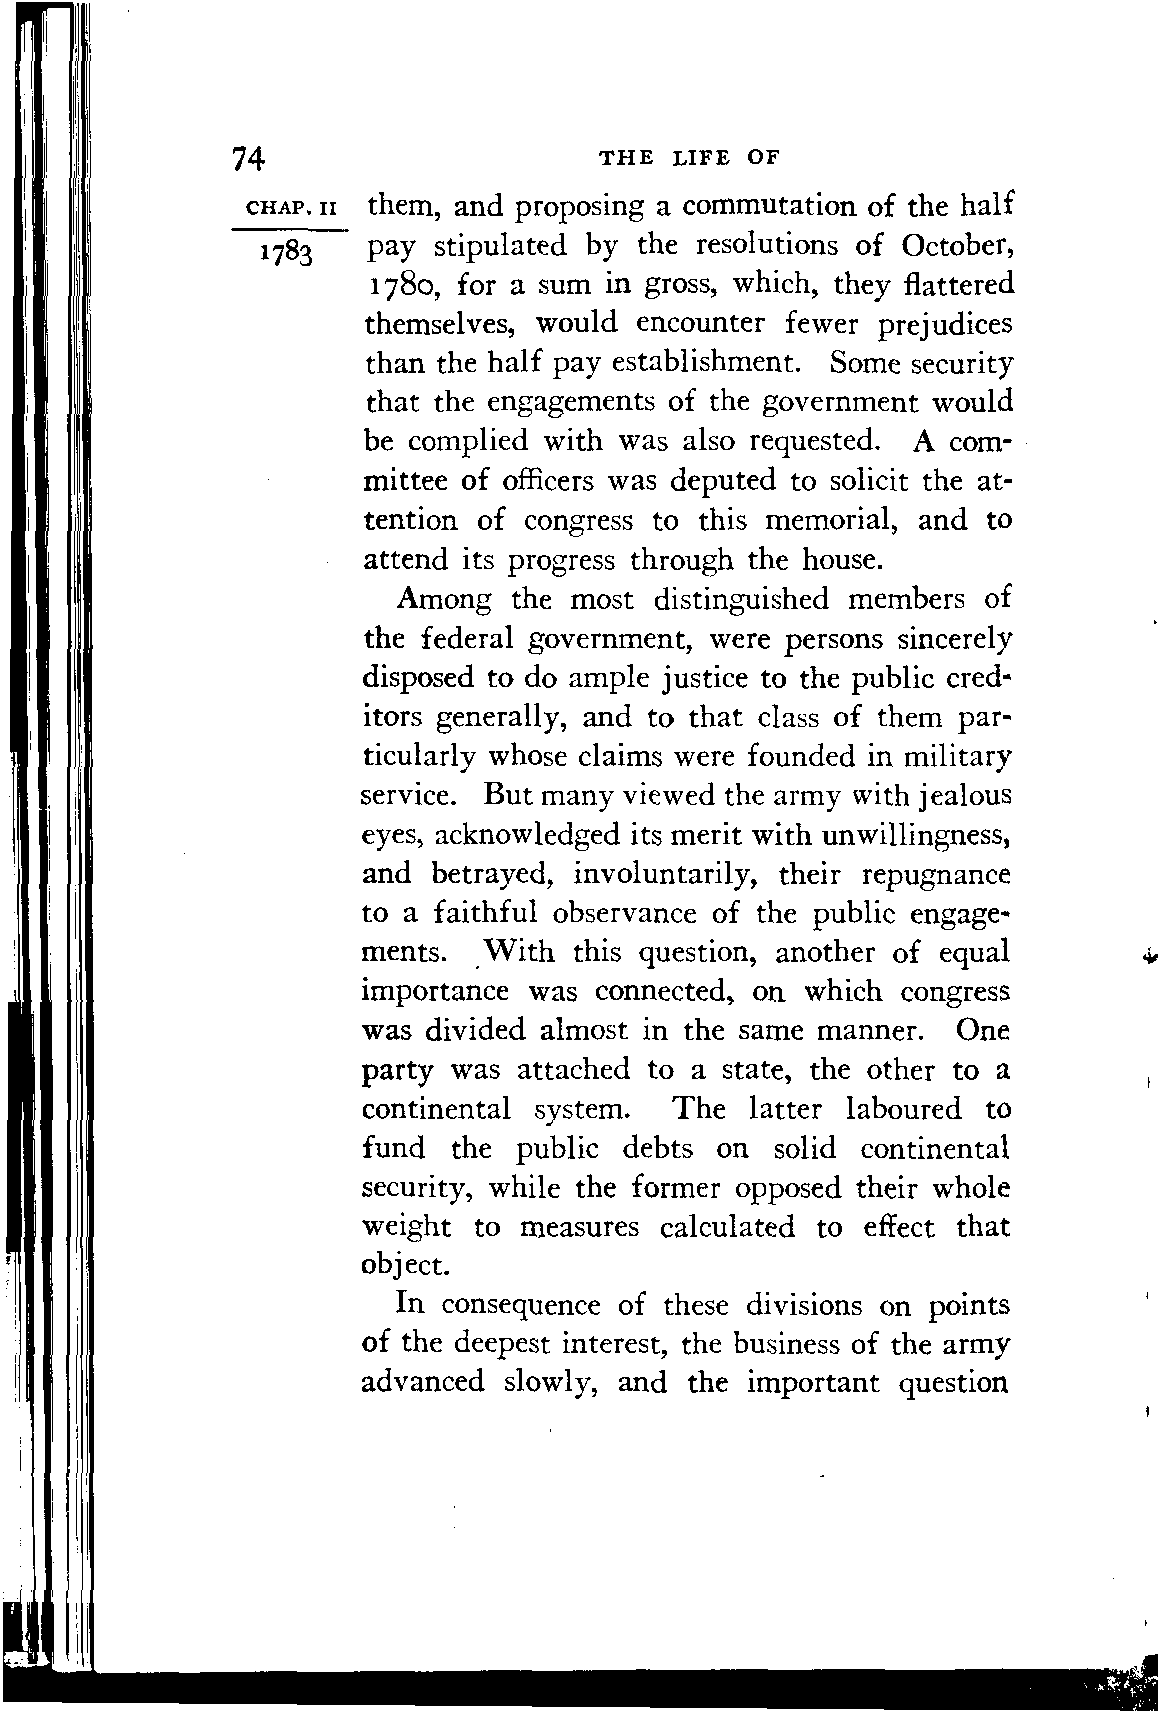 74 THE LIFE OF
CHAP. II them, and proposing a commutation of the half
1783 pay stipulated by the resolutions of October,
1780, for a sum in gross, which, they flattered
themselves, would encounter fewer prejudices
than the half pay establishment. Some security
that the engagements of the government would
be complied with was also requested. A com-
mittee of officers was deputed to solicit the at-
tention of congress to this memorial, and to
attend its progress through the house.
Among the most distinguished members of
the federal government, were persons sincerely
disposed to do ample justice to the public cred-
itors generally, and to that class of them par-
ticularly whose claims were founded in military
service. But many viewed the army with jealous
eyes, acknowledged its merit with unwillingness,
and betrayed, involuntarily, their repugnance
to a faithful observance of the public engage-
ments. With this question, another of equal
importance was connected, on which congress
was divided almost in the same manner. One
party was attached to a state, the other to a
continental system. The latter laboured to
fund the public debts on solid continental
security, while the former opposed their whole
weight to measures calculated to effect that
object.
In consequence of these divisions on points
of the deepest interest, the business of the army
advanced slowly, and the important question